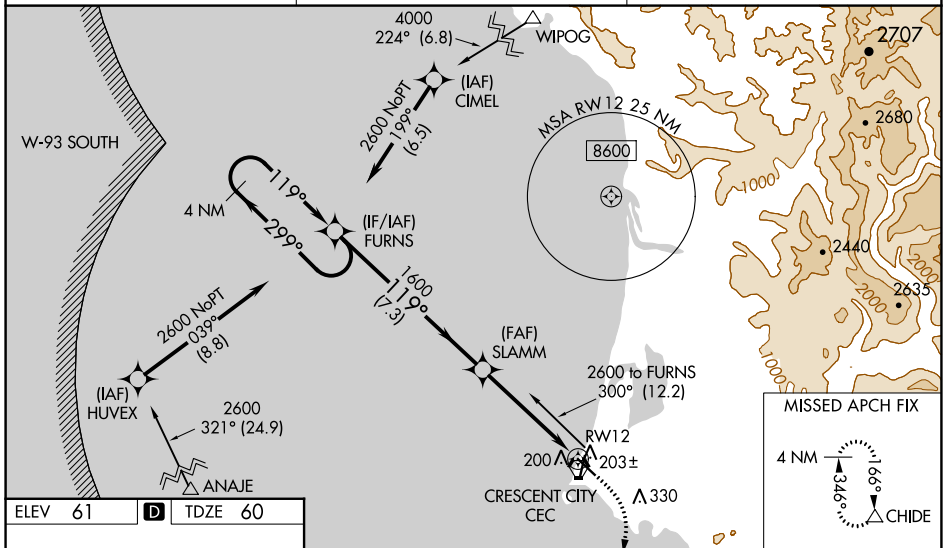 4000
224° (6.8)
WIPOG
2707
(IAF)
CIMEL
2600 NoPT
199°
(6.5)
2680
W-93 SOUTH
MSA RW12 25 NM
8600
1000
119°
4 NM
299°
(IF/IAF)
FURNS
2440
2000
1600
119°
(7.3)
2635
2000
2600 NoPT
039°
(8.8)
(FAF)
SLAMM
1000
(IAF)
HUVEX
2600 to FURNS
300° (12.2)
2600
321° (24.9)
RW12
200
203±
MISSED APCH FIX
4 NM
166°
346°
CHIDE
ANAJE
CRESCENT CITY
CEC
330
ELEV 61
D
TDZE 60